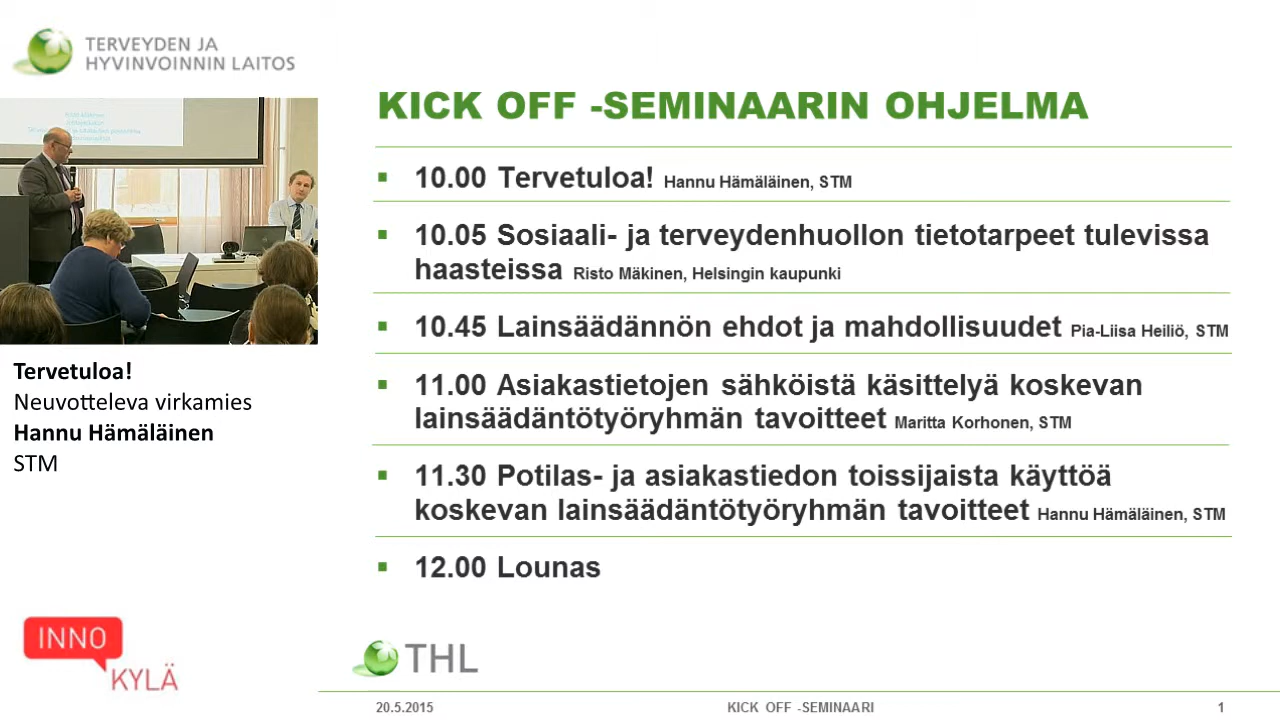 TERVEYDEN JA
HYVINVOINNIN LAITOS
Tervetuloa!
Neuvotteleva virkamies
Hannu Hämäläinen
STM
INNO
KYLÄ
KICK OFF -SEMINAARIN OHJELMA
10.00 Tervetuloa! Hannu Hämäläinen, STM
10.05 Sosiaali- ja terveydenhuollon tietotarpeet tulevissa
haasteissa Risto Mäkinen, Helsingin kaupunki
10.45 Lainsäädännön ehdot ja mahdollisuudet Pia-Liisa Heiliö, STM
11.00 Asiakastietojen sähköistä käsittelyä koskevan
lainsäädäntötyöryhmän tavoitteet Maritta Korhonen, STM
11.30 Potilas- ja asiakastiedon toissijaista käyttöä
koskevan lainsäädäntötyöryhmän tavoitteet Hannu Hämäläinen, STM
12.00 Lounas
THL
20.5.2015 KICK OFF -SEMINAARI 1